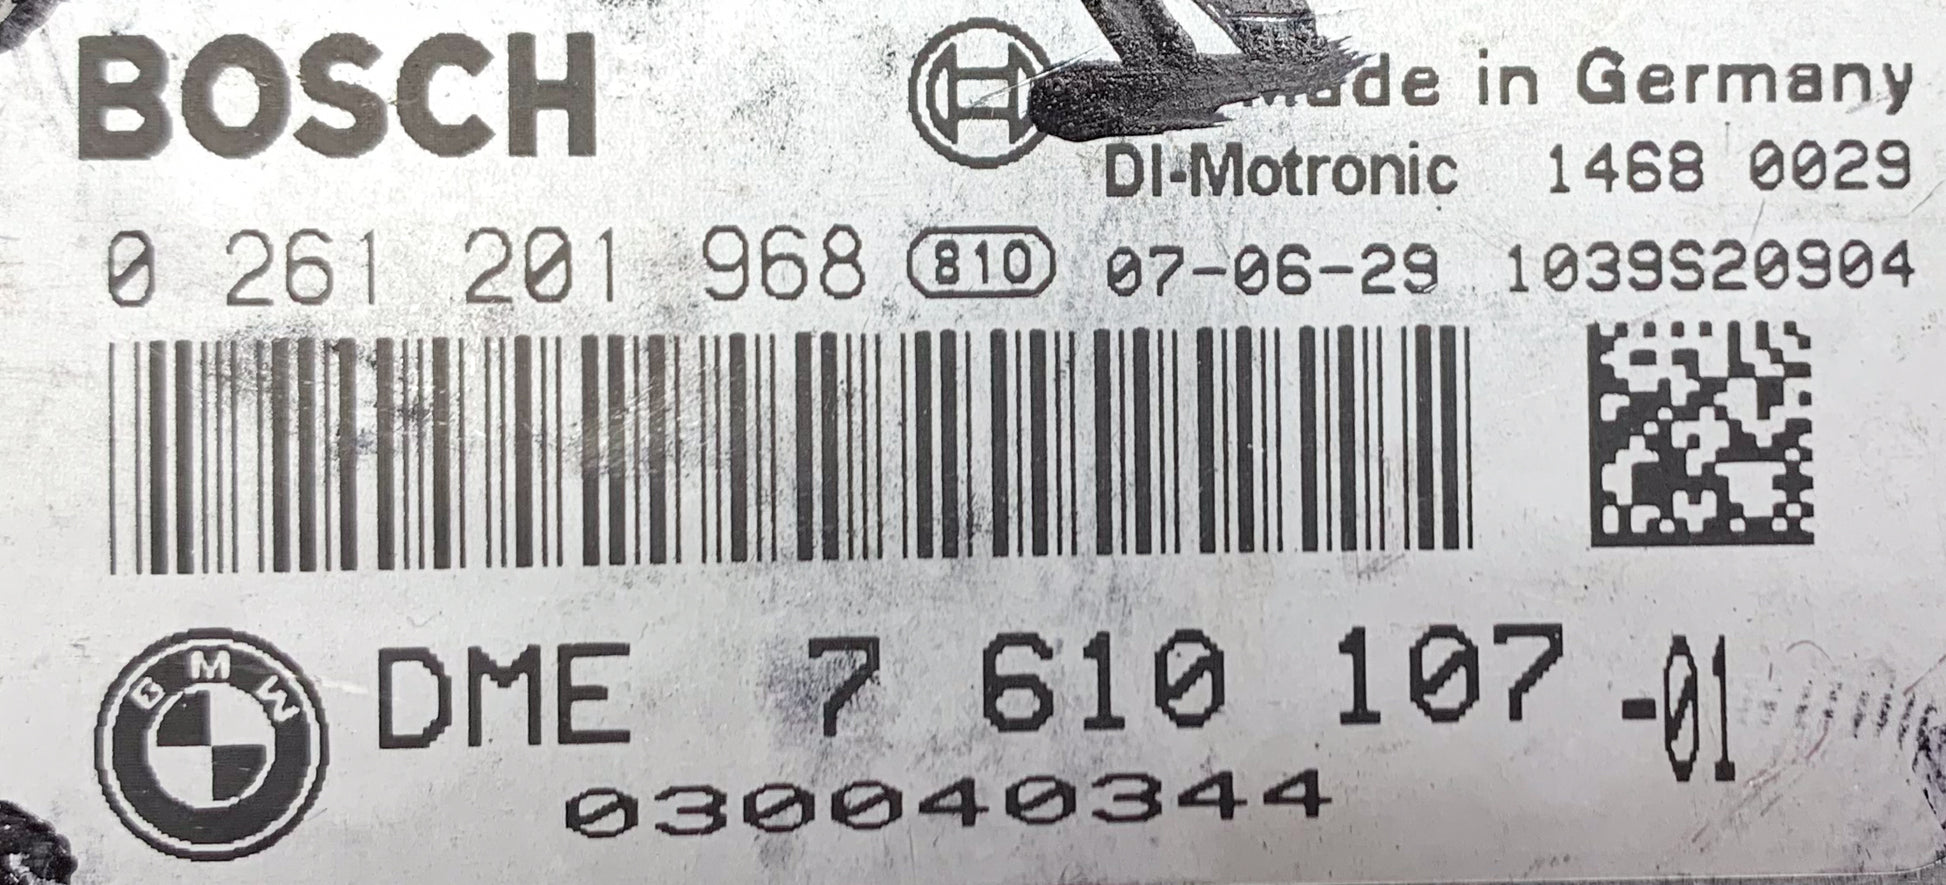 BOSCH
Made in Germany
DI-Motronic 1468 0029
0 261 201 968 810 07-06-29 1039S20904
BMW
DME 7 610 107 -01
030040344